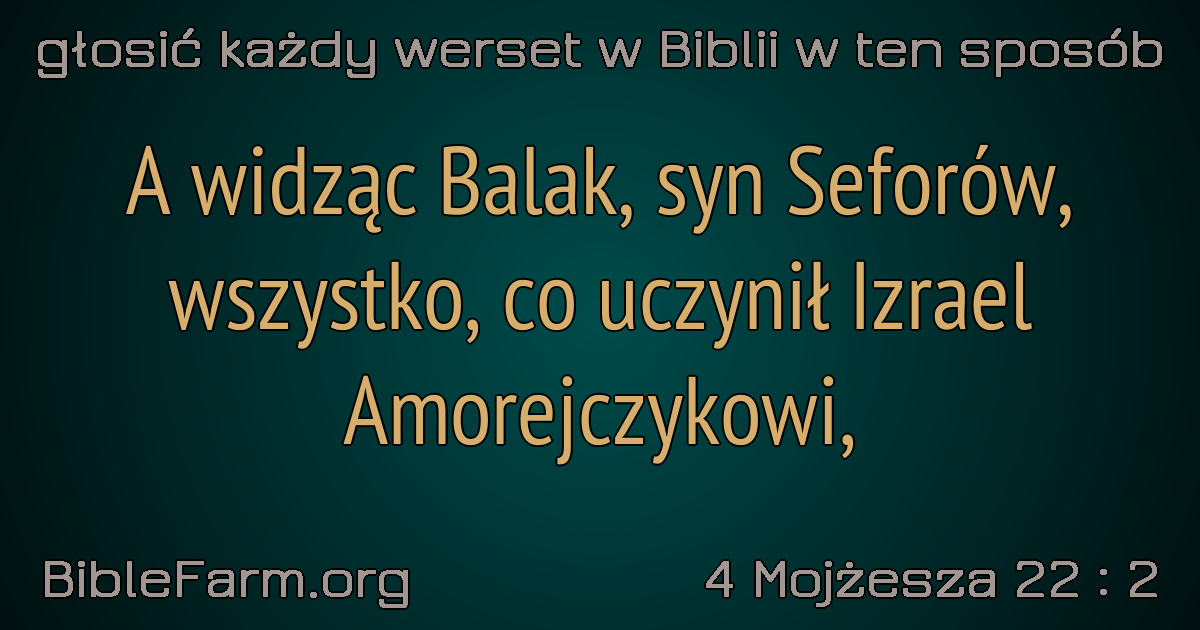 głosić każdy werset w Biblii w ten sposób
A widząc Balak, syn Seforów,
wszystko, co uczynił Izrael
Amorejczykowi,
BibleFarm.org
4 Mojżesza 22 : 2